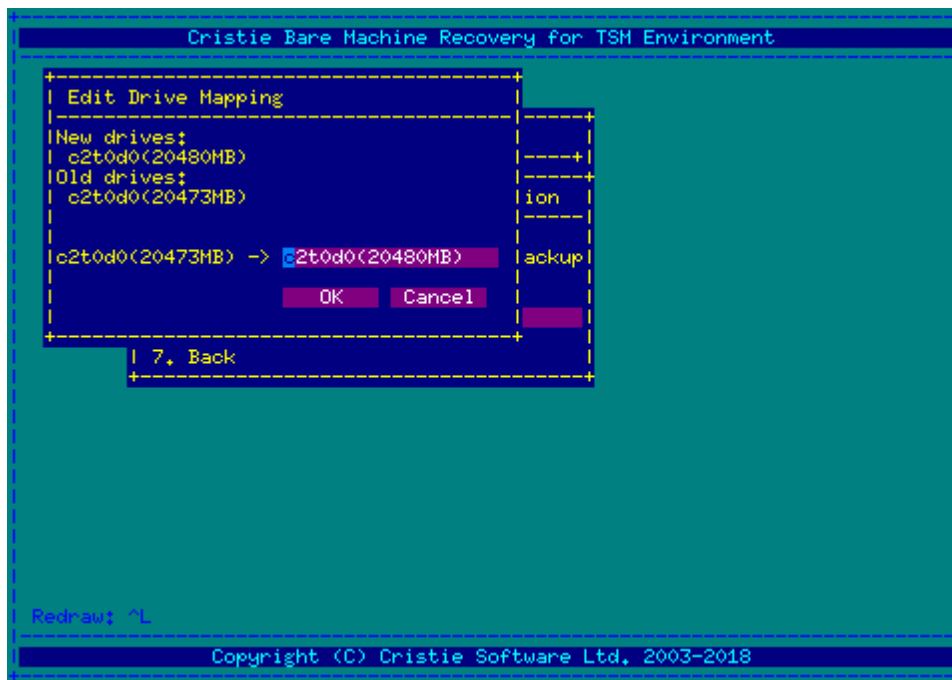 Cristie Bare Machine Recovery for TSM Environment
Edit Drive Mapping
New drives:
c2t0d0(20480MB)
Old drives:
c2t0d0(20473MB)
ion
c2t0d0(20473MB) -> c2t0d0(20480MB)
ackup
OK Cancel
7. Back
Redraw: ^L
Copyright (C) Cristie Software Ltd. 2003-2018